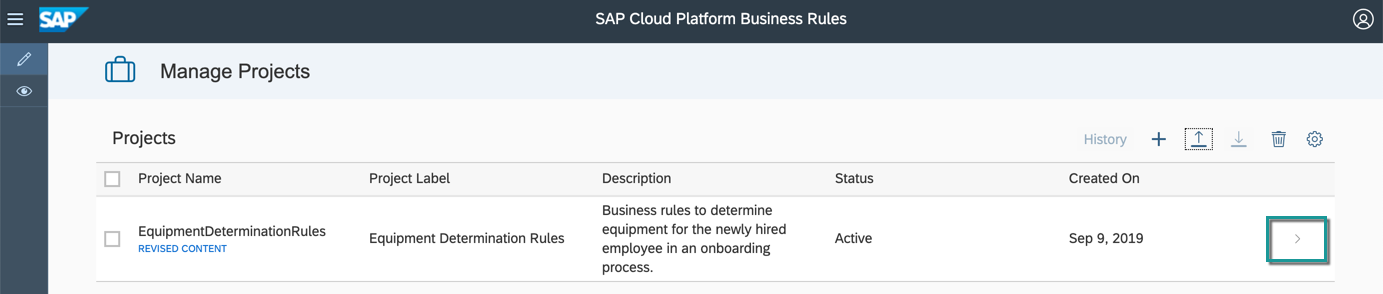 SAP
SAP Cloud Platform Business Rules
Manage Projects
Projects
History
Project Name
Project Label
Description
Status
Created On
EquipmentDeterminationRules
REVISED CONTENT
Equipment Determination Rules
Business rules to determine
equipment for the newly hired
employee in an onboarding
process.
Active
Sep 9, 2019